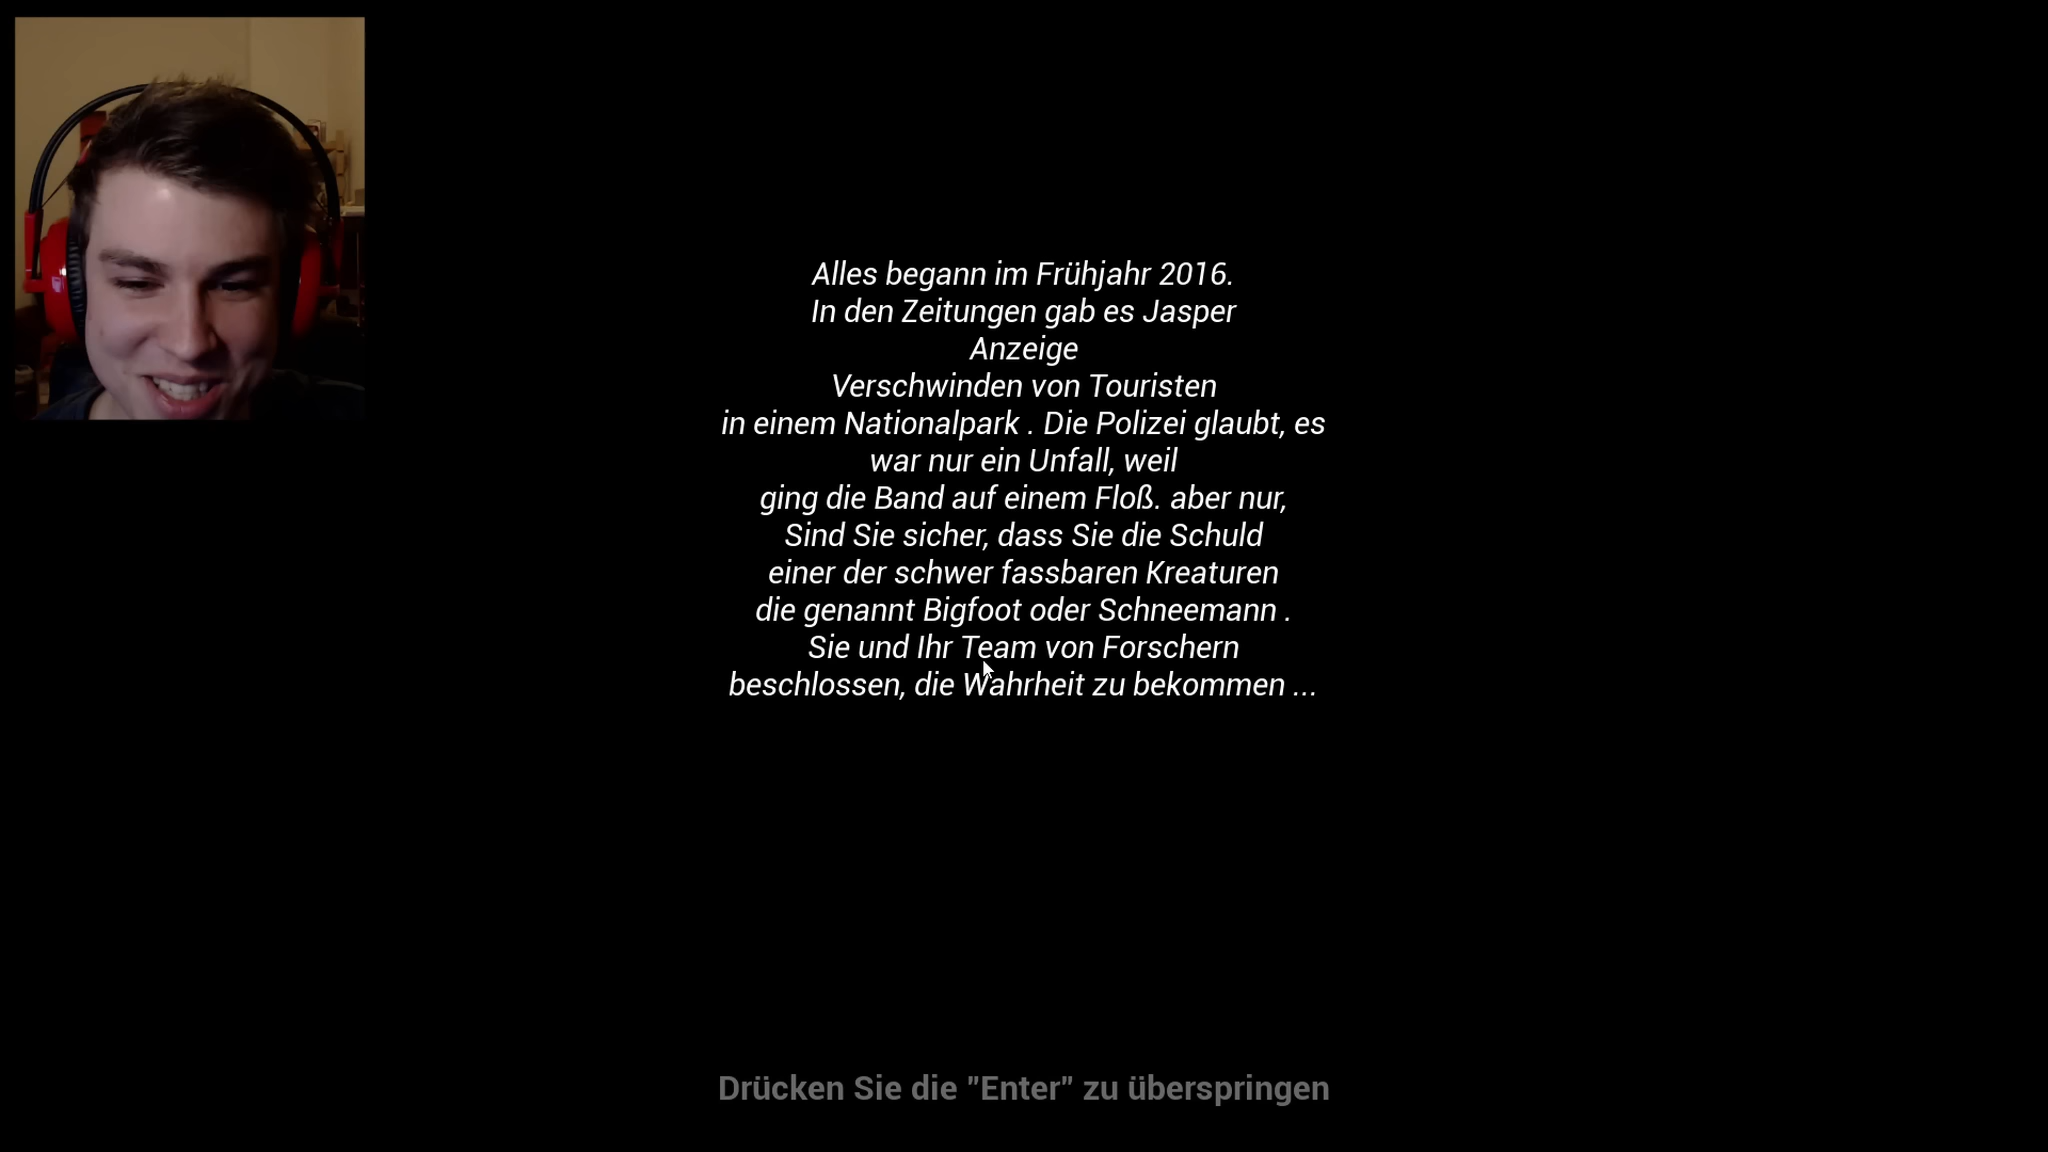 Alles begann im Frühjahr 2016.
In den Zeitungen gab es Jasper
Anzeige
Verschwinden von Touristen
in einem Nationalpark . Die Polizei glaubt, es
war nur ein Unfall, weil
ging die Band auf einem Floß. aber nur,
Sind Sie sicher, dass Sie die Schuld
einer der schwer fassbaren Kreaturen
die genannt Bigfoot oder Schneemann .
Sie und Ihr Team von Forschern
beschlossen, die Wahrheit zu bekommen ...
Drücken Sie die "Enter" zu überspringen